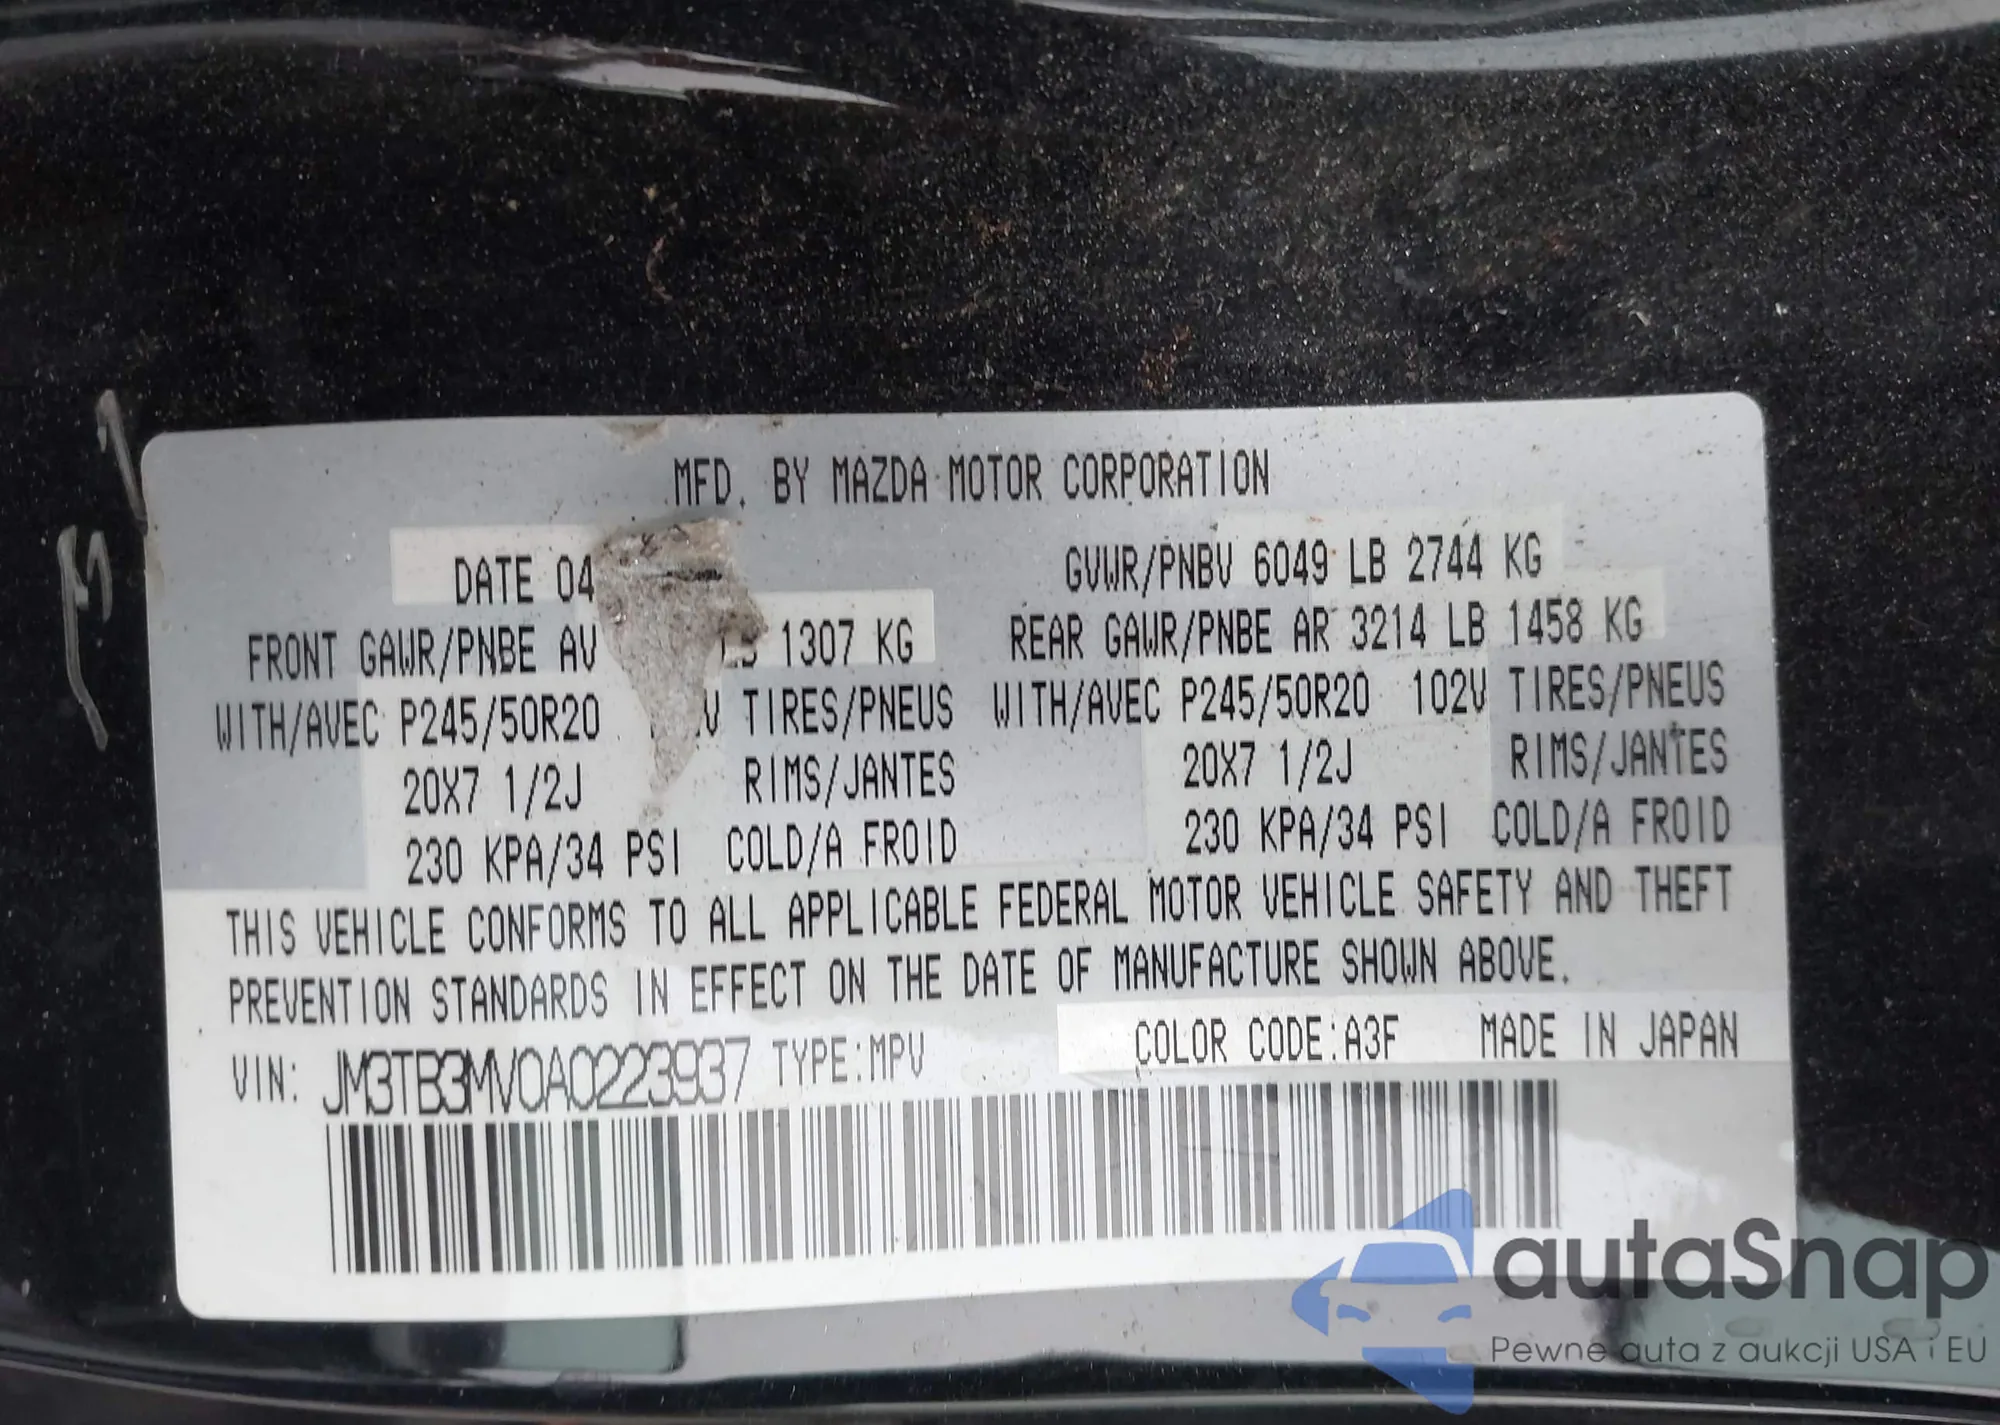 MFD. BY MAZDA MOTOR CORPORATION
DATE 04 GVWR/PNBV 6049 LB 2744 KG
FRONT GAWR/PNBE AV 1307 KG REAR GAWR/PNBE AR 3214 LB 1458 KG
WITH/AVEC P245/50R20 TIRES/PNEUS WITH/AVEC P245/50R20 102V TIRES/PNEUS
20X7 1/2J RIMS/JANTES 20X7 1/2J RIMS/JANTES
230 KPA/34 PSI COLD/A FROID 230 KPA/34 PSI COLD/A FROID
THIS VEHICLE CONFORMS TO ALL APPLICABLE FEDERAL MOTOR VEHICLE SAFETY AND THEFT
PREVENTION STANDARDS IN EFFECT ON THE DATE OF MANUFACTURE SHOWN ABOVE.
VIN: JM3TB3MV0A0223937 TYPE:MPV COLOR CODE:A3F MADE IN JAPAN
autaSnap
Pewne auta z aukcji USA i EU